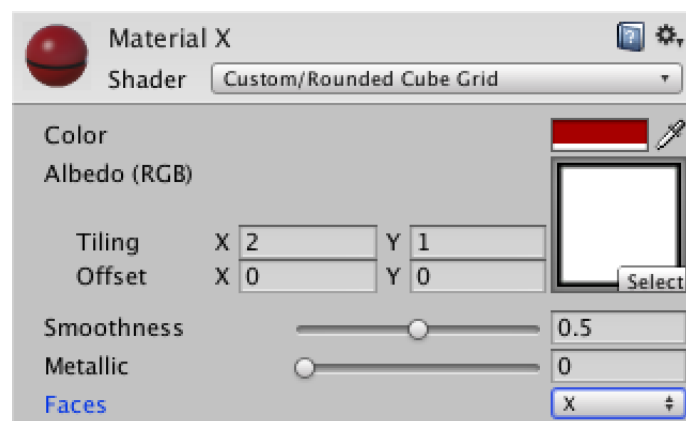 Material X
Shader Custom/Rounded Cube Grid
Color
Albedo (RGB)
Tiling X 2 Y 1
Offset X 0 Y 0
Select
Smoothness 0.5
Metallic 0
Faces X